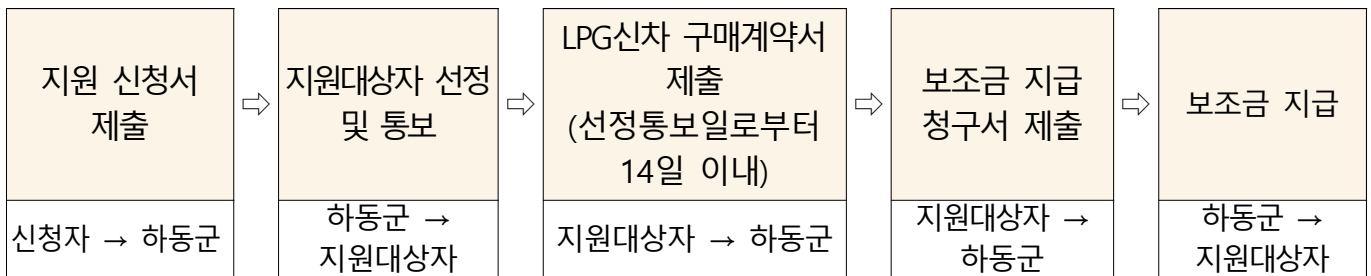 지원 신청서
제출
⇨
지원대상자 선정
및 통보
⇨
LPG신차 구매계약서
제출
(선정통보일로부터
14일 이내)
⇨
보조금 지급
청구서 제출
⇨
보조금 지급
신청자 → 하동군
하동군 →
지원대상자
지원대상자 → 하동군
지원대상자 →
하동군
하동군 →
지원대상자